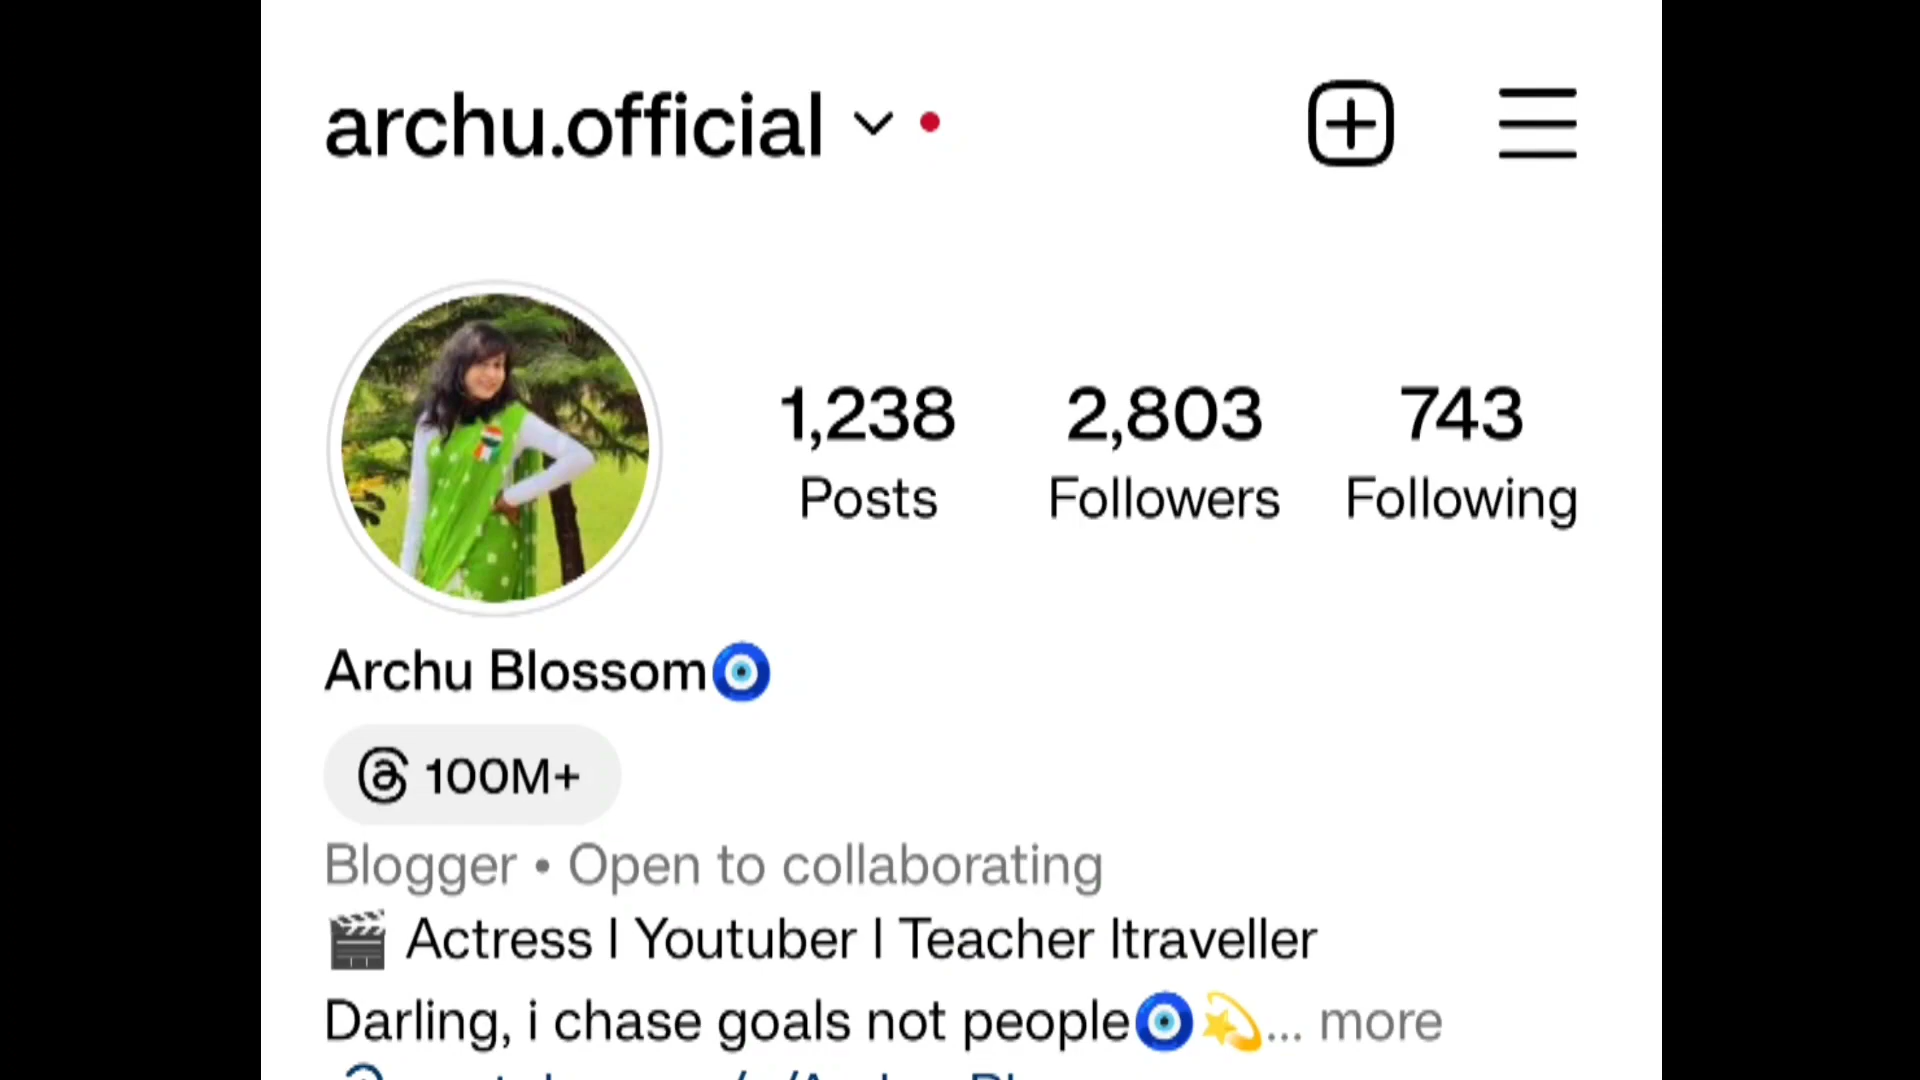 archu.official
1,238 2,803 743
Posts Followers Following
Archu Blossom🧿
100M+
Blogger • Open to collaborating
🎬 Actress I Youtuber I Teacher Itraveller
Darling, i chase goals not people🧿💫... more